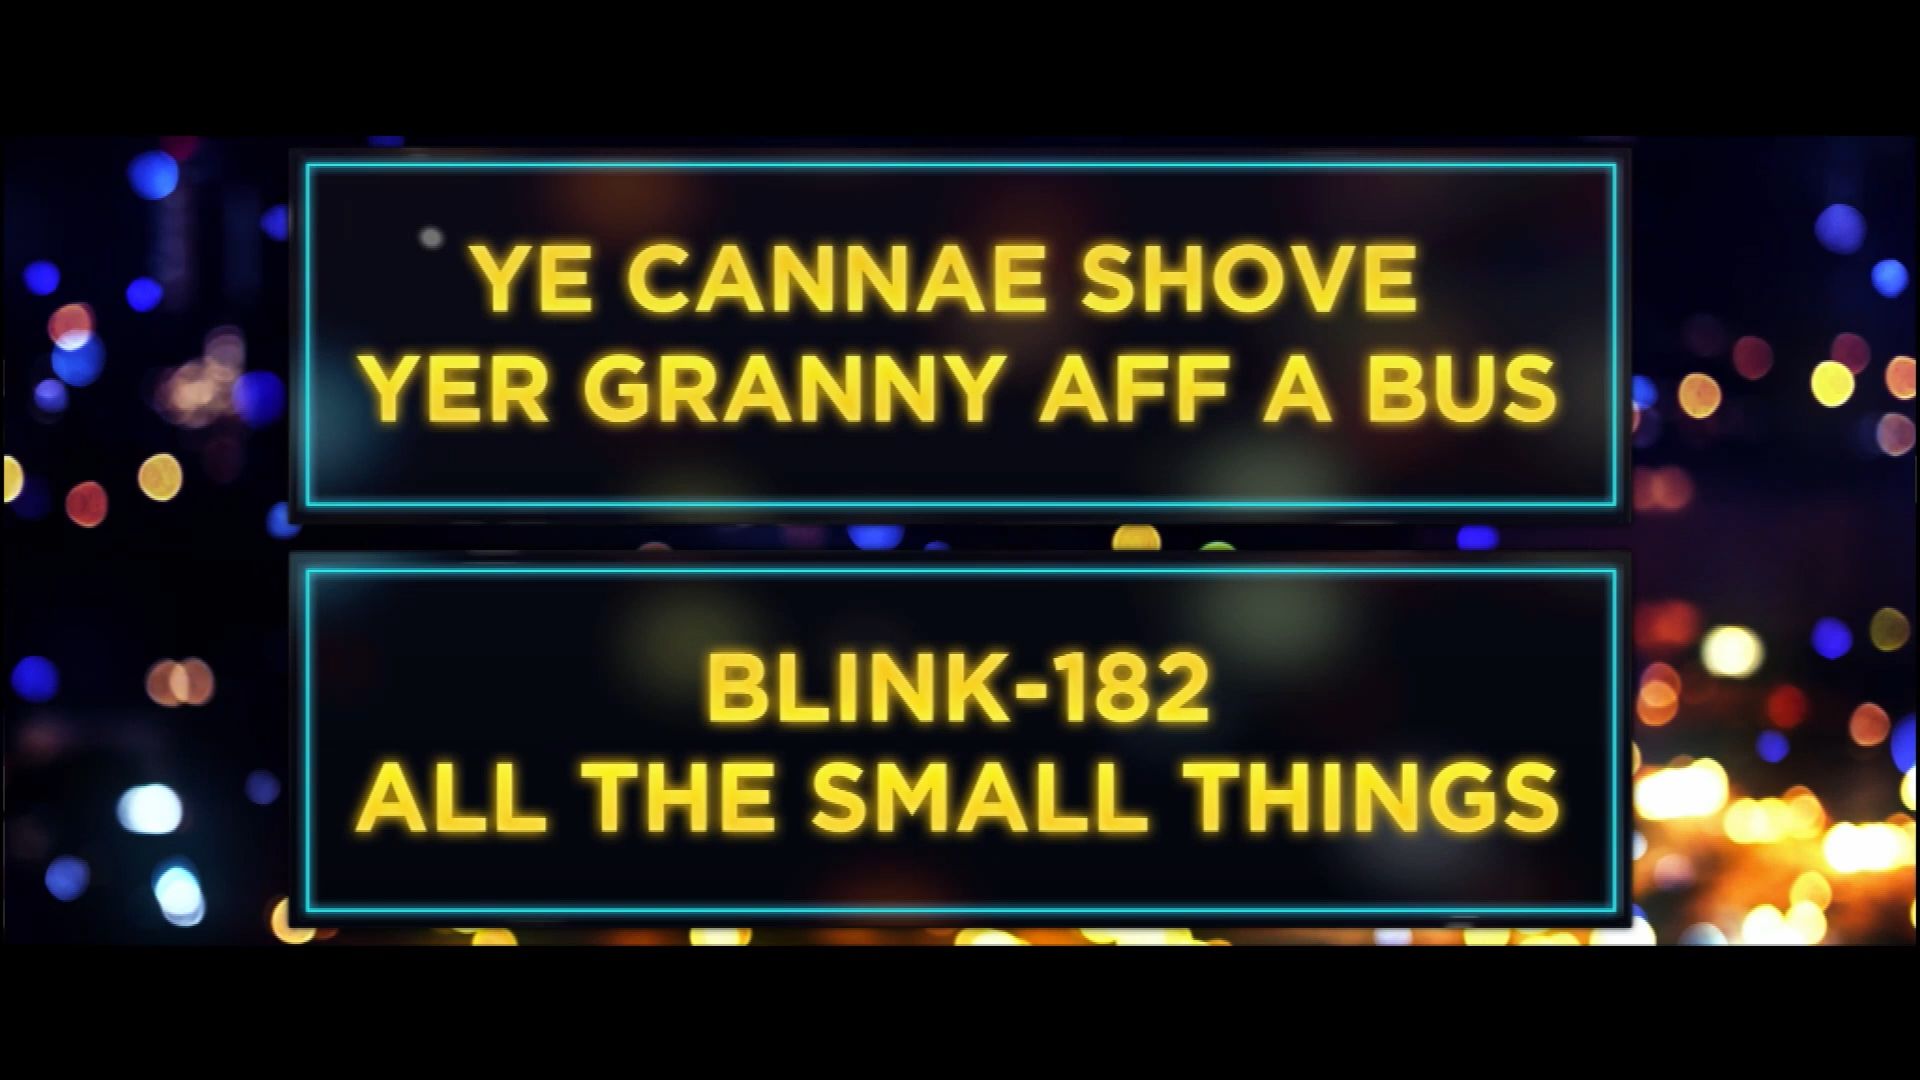 YE CANNAE SHOVE
YER GRANNY AFF A BUS
BLINK-182
ALL THE SMALL THINGS